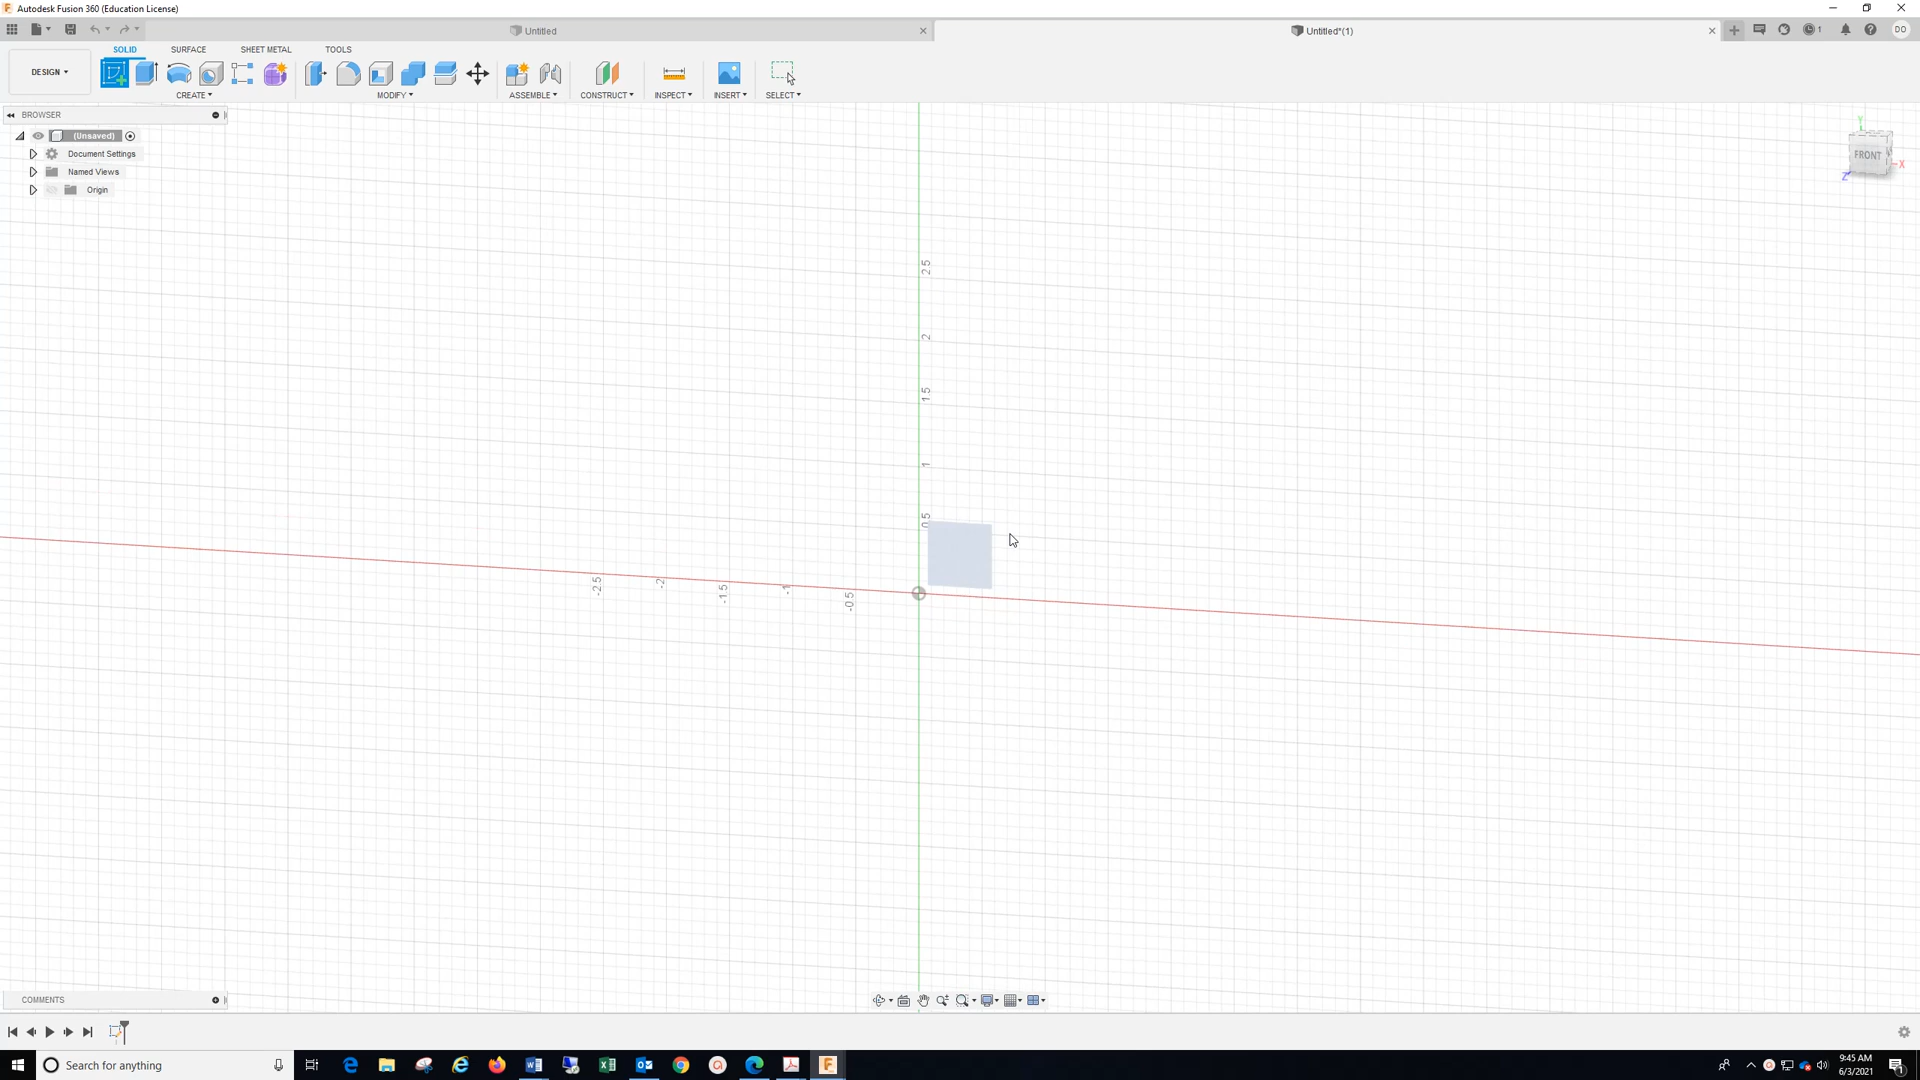 Autodesk Fusion 360 (Education License)
Untitled
Untitled*(1)
1
DO
SOLID
SURFACE
SHEET METAL
TOOLS
DESIGN
CREATE
MODIFY
ASSEMBLE
CONSTRUCT
INSPECT
INSERT
SELECT
BROWSER
(Unsaved)
Document Settings
Named Views
Origin
Y
FRONT
X
Z
2.5
2
1.5
1
0.5
-2.5
-2
-1.5
-1
-0.5
COMMENTS
Search for anything
9:45 AM
6/3/2021